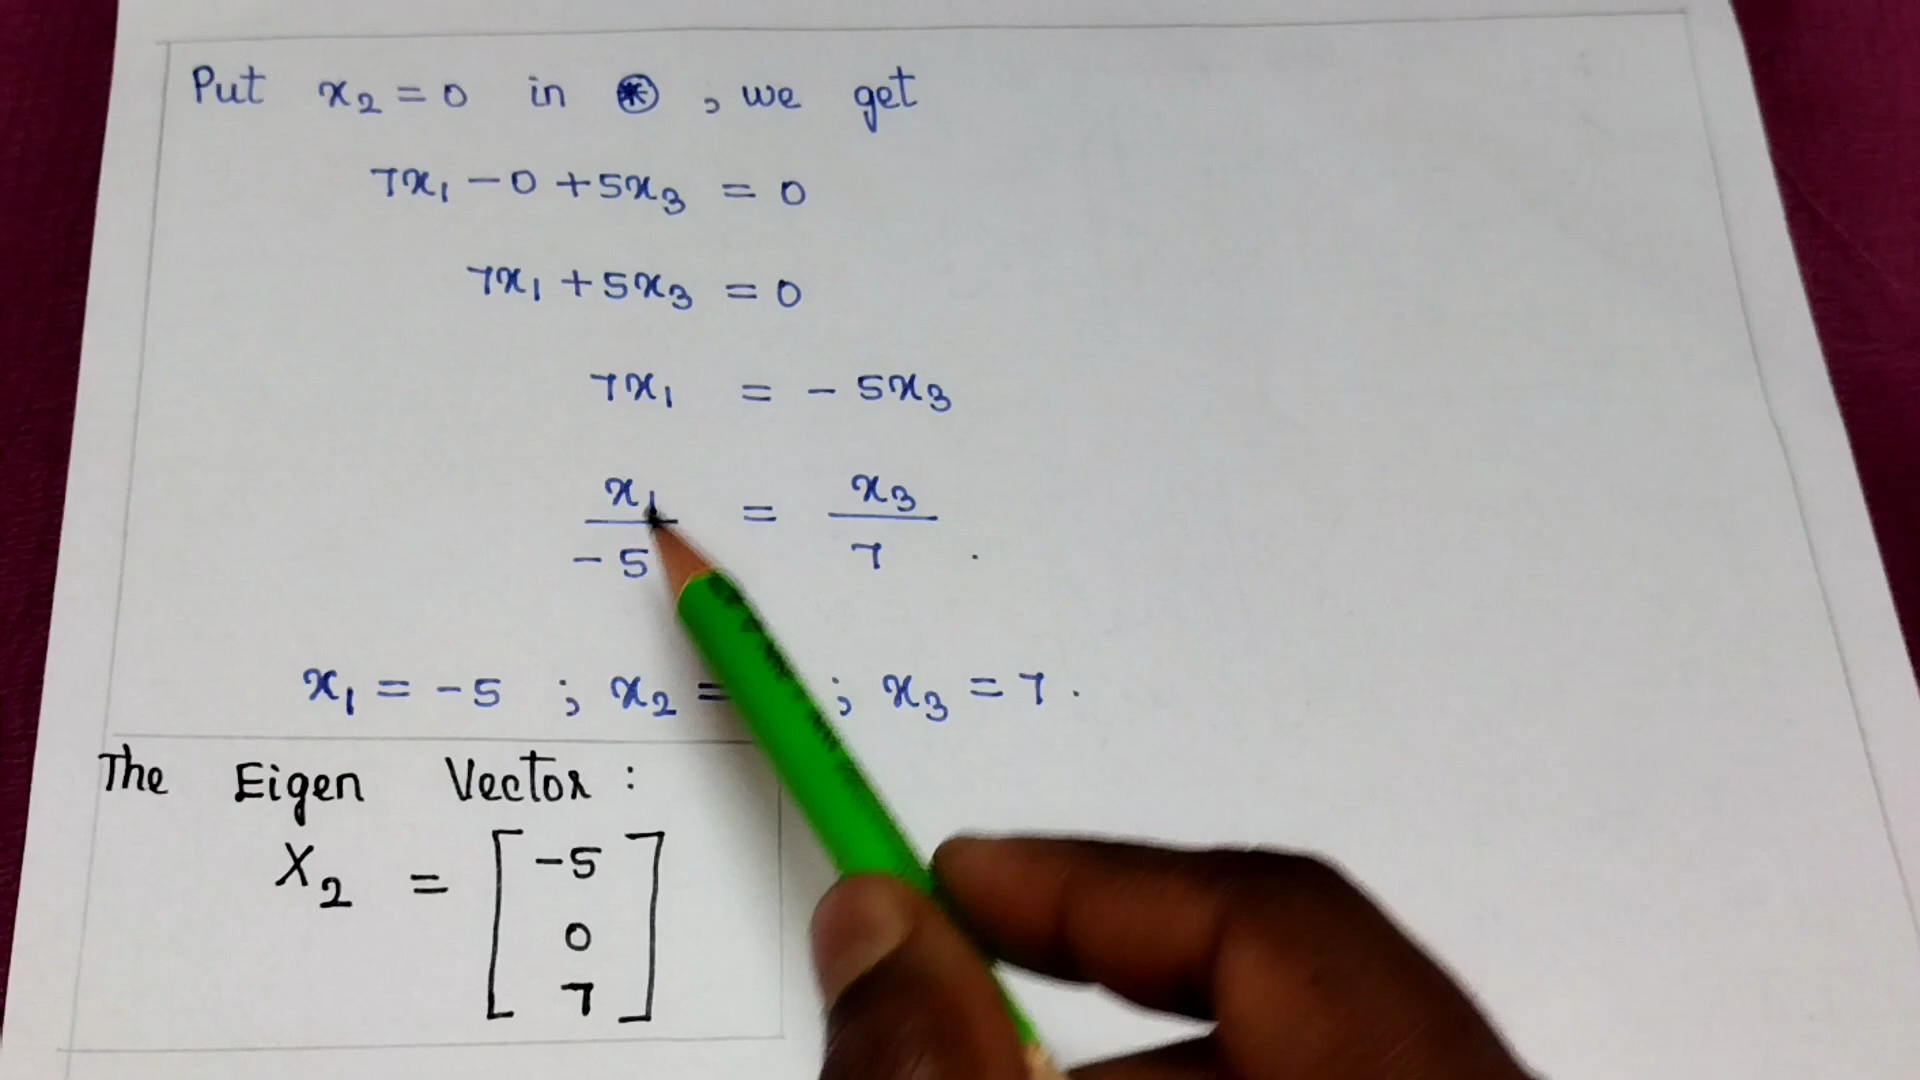 Put x₂ = 0 in ⊛, we get
7x₁ - 0 + 5x₃ = 0
7x₁ + 5x₃ = 0
7x₁ = - 5x₃
x₁/-5 = x₃/7 .
x₁ = -5 ; x₂ = ; x₃ = 7 .
The Eigen Vector :
X₂ = [-5
0
7]